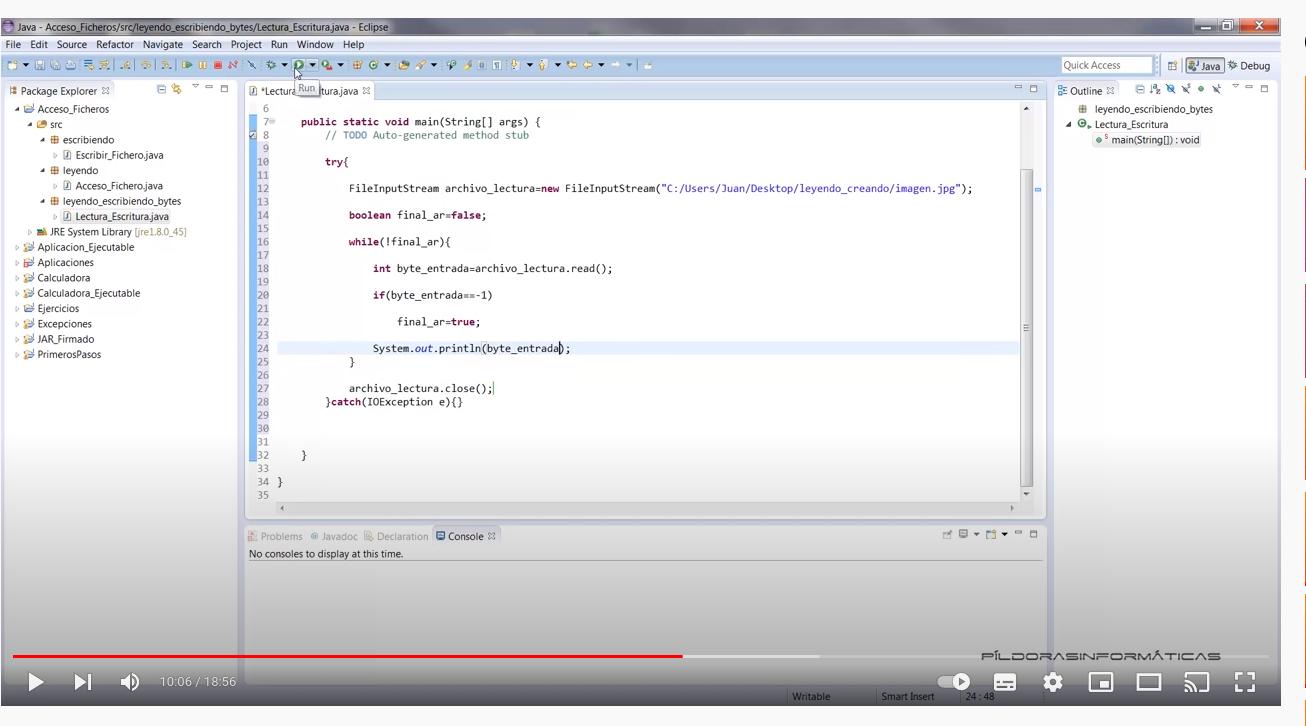 Java - Acceso_Ficheros/src/leyendo_escribiendo_bytes/Lectura_Escritura.java - Eclipse
File Edit Source Refactor Navigate Search Project Run Window Help
Quick Access Java Debug
Package Explorer
Acceso_Ficheros
src
escribiendo
Escribir_Fichero.java
leyendo
Acceso_Fichero.java
leyendo_escribiendo_bytes
Lectura_Escritura.java
JRE System Library [jre1.8.0_45]
Aplicacion_Ejecutable
Aplicaciones
Calculadora
Calculadora_Ejecutable
Ejercicios
Excepciones
JAR_Firmado
PrimerosPasos
*Lectura tura.java
Run
6
7 public static void main(String[] args) {
8 // TODO Auto-generated method stub
9
10 try{
11
12 FileInputStream archivo_lectura=new FileInputStream("C:/Users/Juan/Desktop/leyendo_creando/imagen.jpg");
13
14 boolean final_ar=false;
15
16 while(!final_ar){
17
18 int byte_entrada=archivo_lectura.read();
19
20 if(byte_entrada==-1)
21
22 final_ar=true;
23
24 System.out.println(byte_entrada);
25 }
26
27 archivo_lectura.close();
28 }catch(IOException e){}
29
30
31
32 }
33
34 }
35
Outline
leyendo_escribiendo_bytes
Lectura_Escritura
main(String[]) : void
Problems Javadoc Declaration Console
No consoles to display at this time.
PÍLDORASINFORMÁTICAS
10:06 / 18:56
Writable Smart Insert 24 : 48